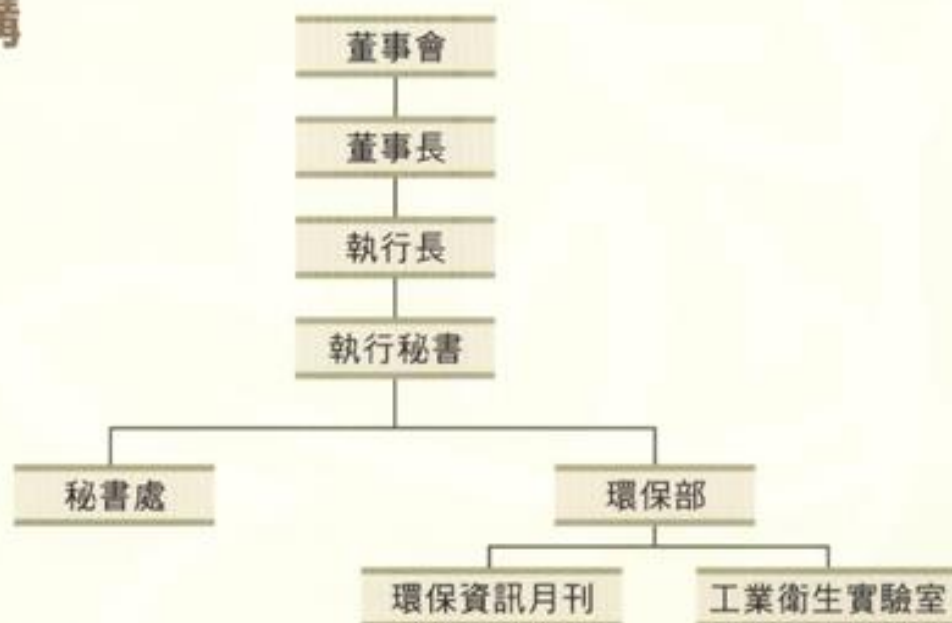 構
董事會
董事長
執行長
執行秘書
秘書處
環保部
環保資訊月刊
工業衛生實驗室